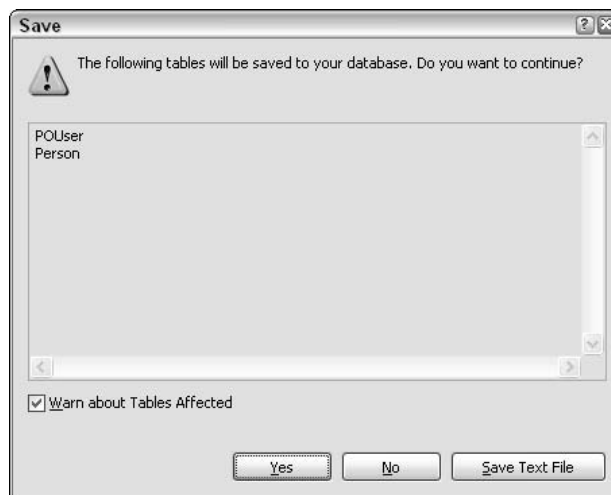 Save
The following tables will be saved to your database. Do you want to continue?
POUser
Person
Warn about Tables Affected
Yes
No
Save Text File